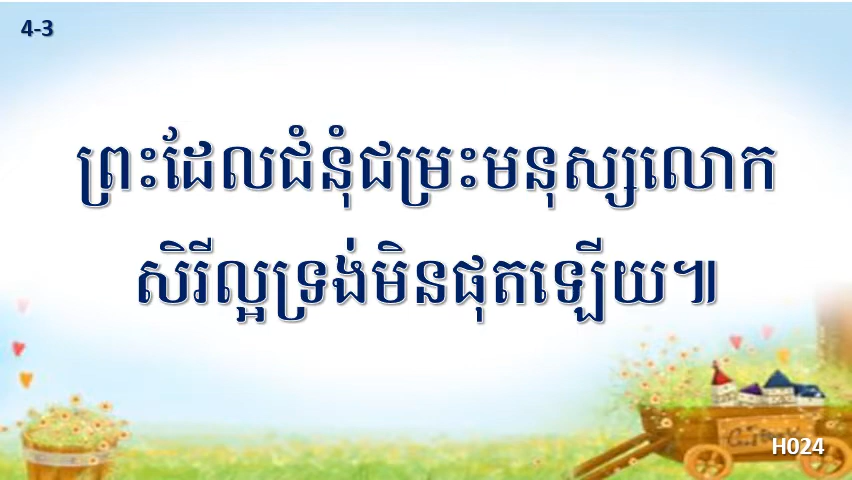 4-3
ព្រះដែលជំនុំជម្រះមនុស្សលោក
សិរីល្អទ្រង់មិនផុតឡើយ៕
H024